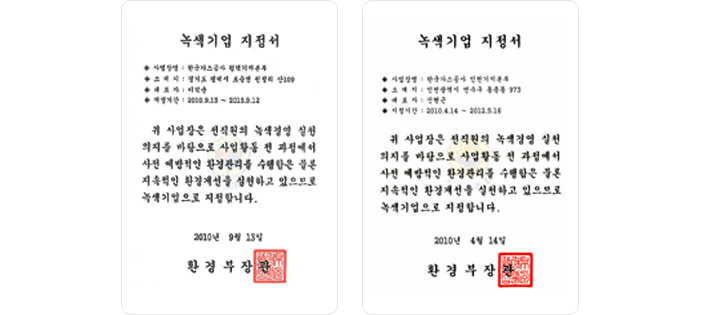 녹색기업 지정서
◈ 사업장명 : 한국가스공사 평택기지본부
◈ 소 재 지 : 경기도 평택시 포승면 원정리 산109
◈ 대 표 자 :
◈ 지정기간 : 2010.9.13 ~ 2015.9.12
귀 사업장은 전직원의 녹색경영 실천
의지를 바탕으로 사업활동 전 과정에서
사전 예방적인 환경관리를 수행함은 물론
지속적인 환경개선을 실천하고 있으므로
녹색기업으로 지정합니다.
2010년 9월 13일
환경부장관
녹색기업 지정서
◈ 사업장명 : 한국가스공사 인천기지본부
◈ 소 재 지 : 인천광역시 연수구 송도동 973
◈ 대 표 자 :
◈ 지정기간 : 2010.4.14 ~ 2012.5.16
귀 사업장은 전직원의 녹색경영 실천
의지를 바탕으로 사업활동 전 과정에서
사전 예방적인 환경관리를 수행함은 물론
지속적인 환경개선을 실천하고 있으므로
녹색기업으로 지정합니다.
2010년 4월 14일
환경부장관